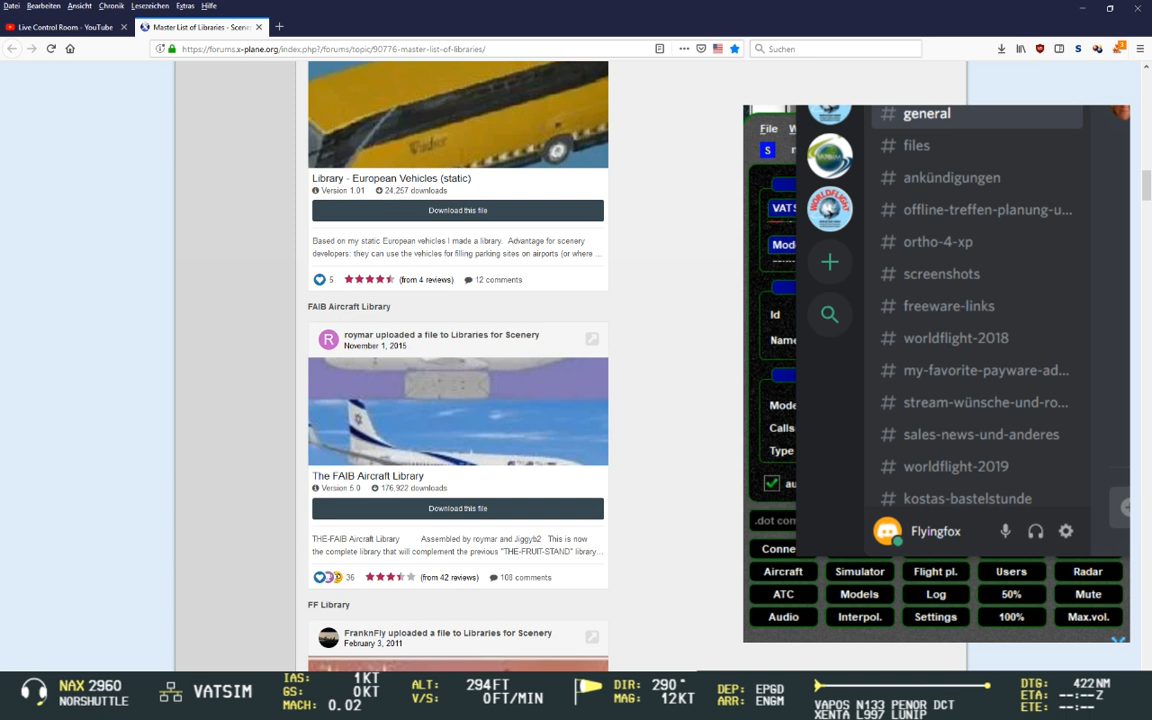 Datei Bearbeiten Ansicht Chronik Lesezeichen Extras Hilfe
Live Control Room - YouTube
Master List of Libraries - Scene
https://forums.x-plane.org/index.php?/forums/topic/90776-master-list-of-libraries/
Suchen
Library - European Vehicles (static)
Version 1.01 24,257 downloads
Download this file
Based on my static European vehicles I made a library. Advantage for scenery
developers: they can use the vehicles for filling parking sites on airports (or where ...
5 (from 4 reviews) 12 comments
FAIB Aircraft Library
R roymar uploaded a file to Libraries for Scenery
November 1, 2015
The FAIB Aircraft Library
Version 5.0 176,922 downloads
Download this file
THE-FAIB Aircraft Library Assembled by roymar and Jiggyb2 This is now
the complete library that will complement the previous "THE-FRUIT-STAND" library...
36 (from 42 reviews) 108 comments
FF Library
FranknFly uploaded a file to Libraries for Scenery
February 3, 2011
File
S
VATS
Mode
Id
Name
Mode
Calls
Type
au
.dot com
WORLDFLIGHT
# general
# files
# ankündigungen
# offline-treffen-planung-u...
# ortho-4-xp
# screenshots
# freeware-links
# worldflight-2018
# my-favorite-payware-ad...
# stream-wünsche-und-ro...
# sales-news-und-anderes
# worldflight-2019
# kostas-bastelstunde
Flyingfox
Conne
Aircraft Simulator Flight pl. Users Radar
ATC Models Log 50% Mute
Audio Interpol. Settings 100% Max.vol.
NAX 2960
NORSHUTTLE
VATSIM
IAS: 1KT
GS: 0KT
MACH: 0.02
ALT: 294FT
V/S: 0FT/MIN
DIR: 290°
MAG: 12KT
DEP: EPGD
ARR: ENGM
VAPOS N133 PENOR DCT
XENTA L997 LUNIP
DTG: 422NM
ETA: --:--Z
ETE: --:--